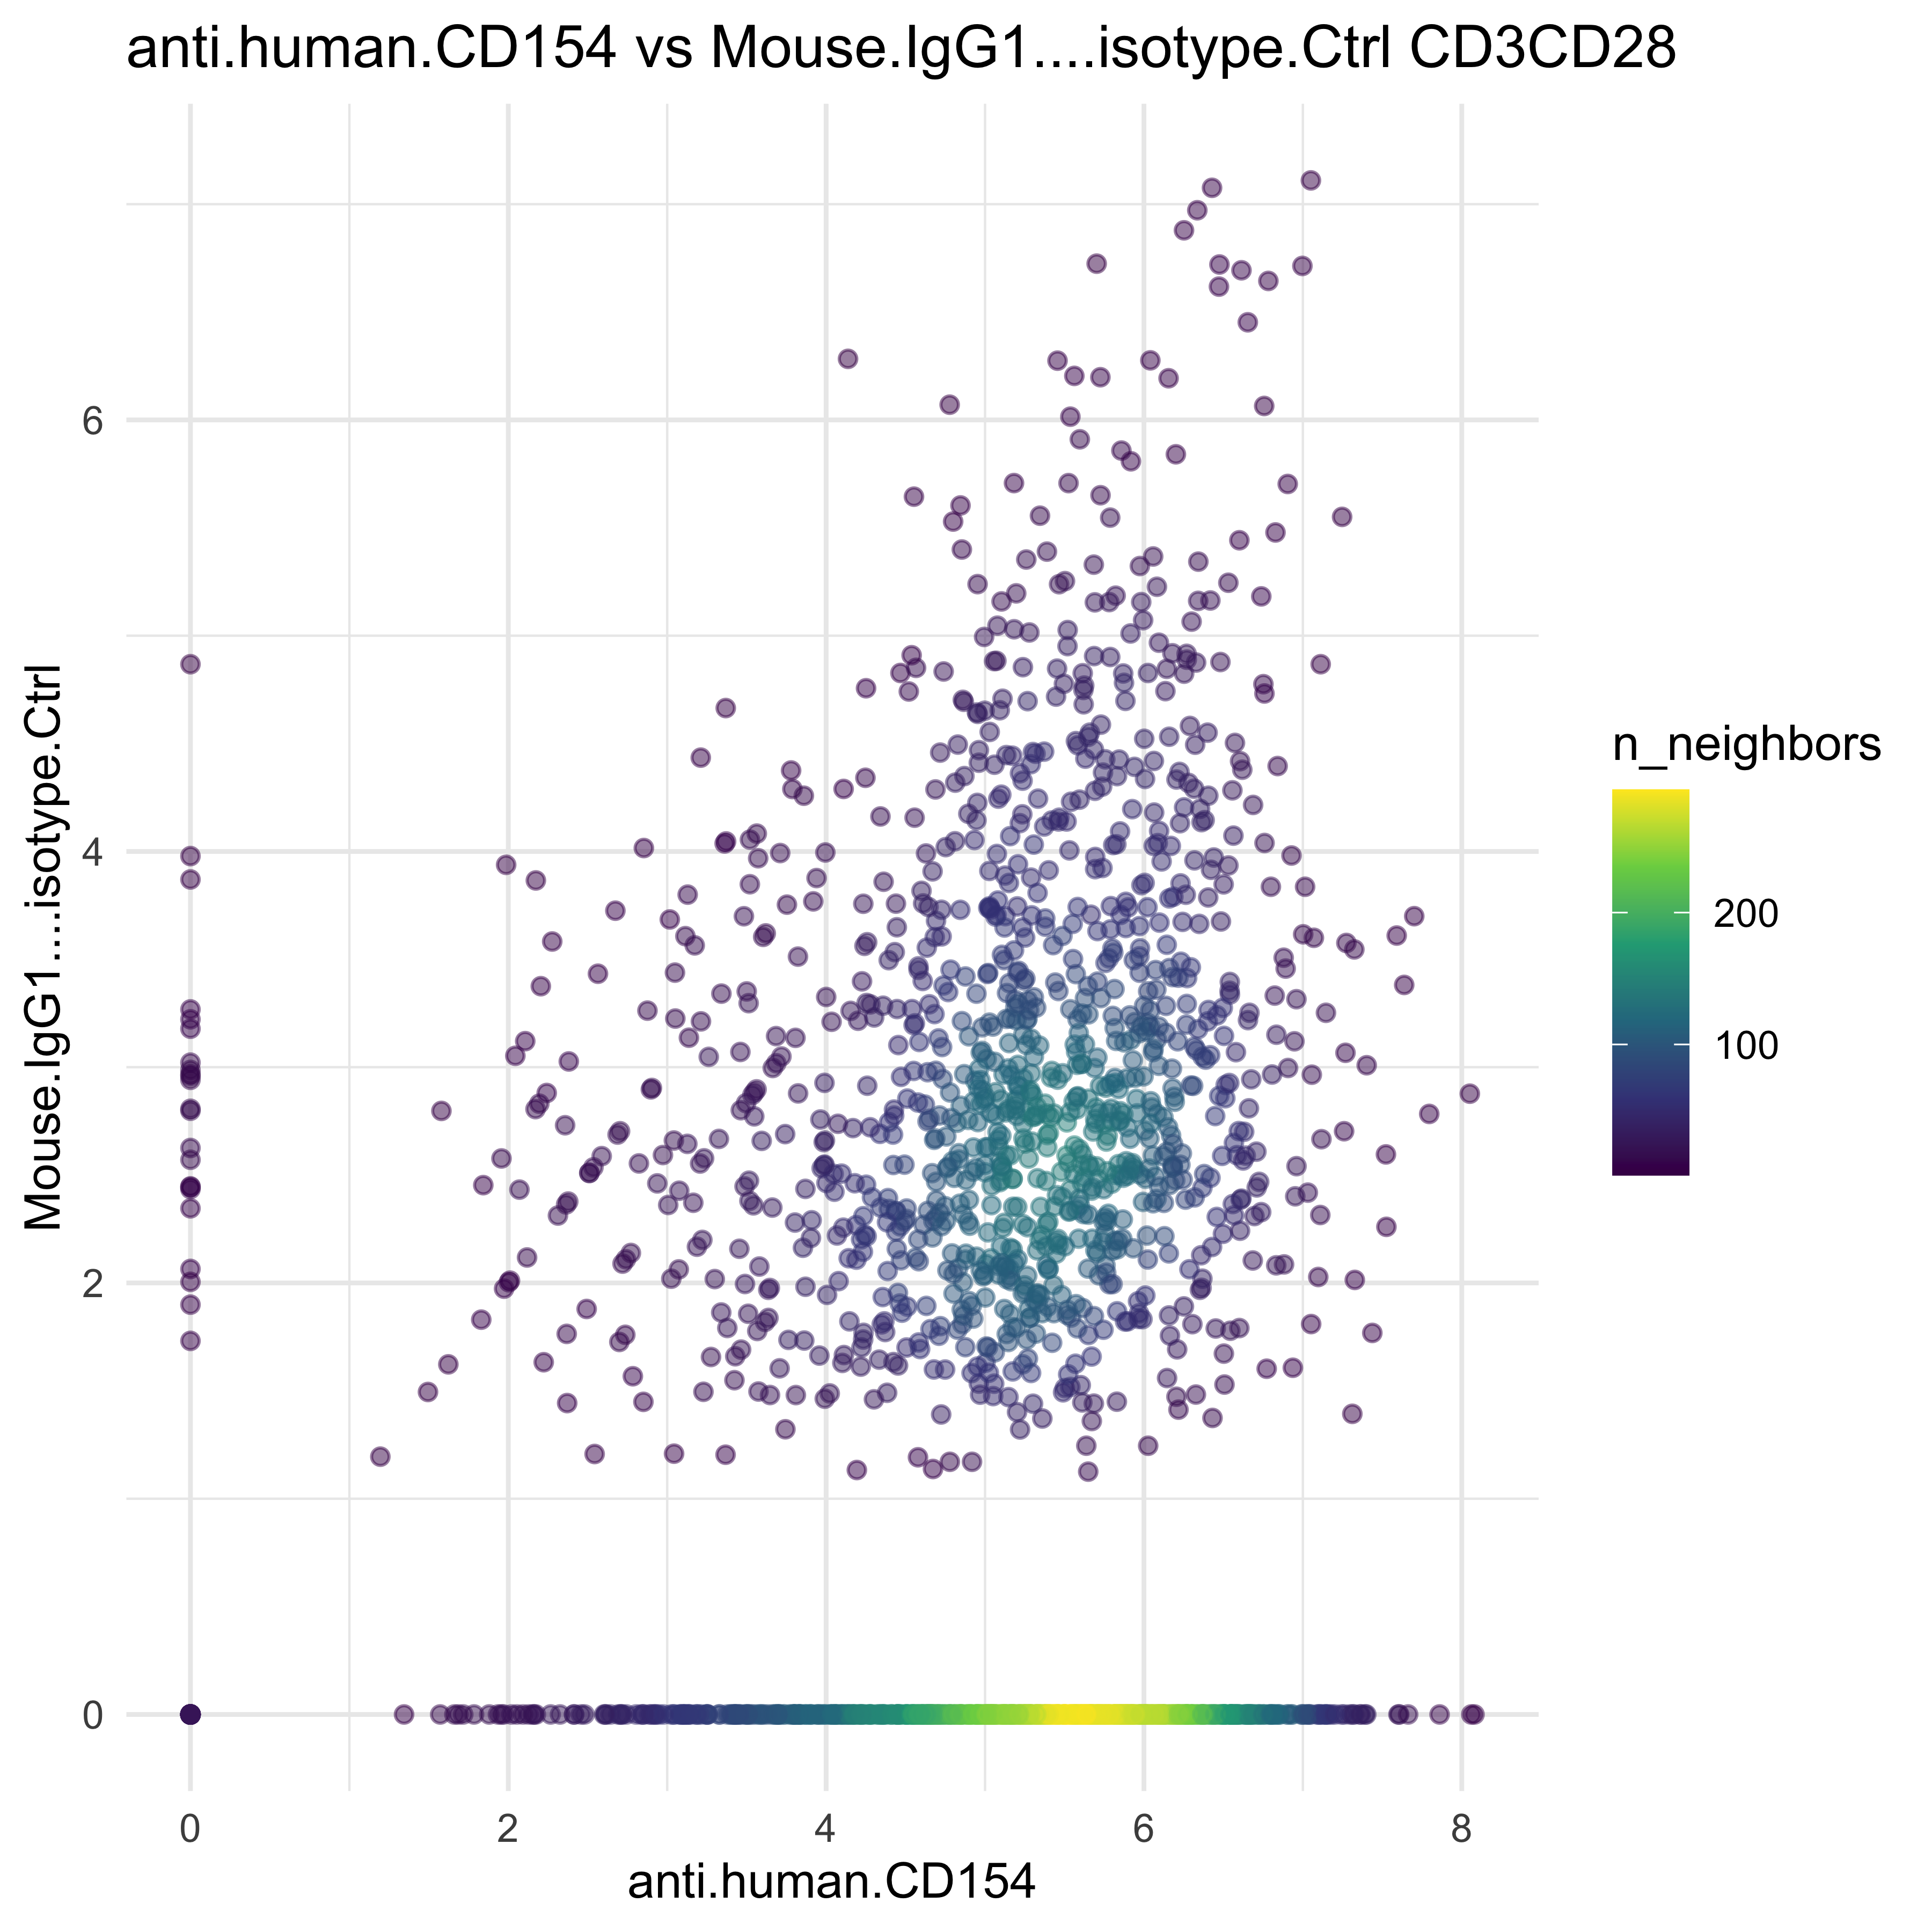 anti.human.CD154 vs Mouse.IgG1....isotype.Ctrl CD3CD28
Mouse.IgG1....isotype.Ctrl
6
4
2
0
0 2 4 6 8
anti.human.CD154
n_neighbors
200
100